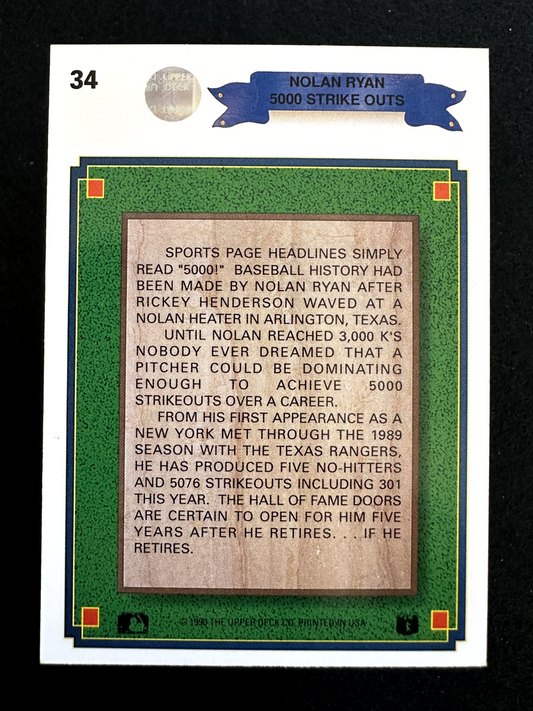 34
UPPER
DECK
NOLAN RYAN
5000 STRIKE OUTS
SPORTS PAGE HEADLINES SIMPLY
READ "5000!" BASEBALL HISTORY HAD
BEEN MADE BY NOLAN RYAN AFTER
RICKEY HENDERSON WAVED AT A
NOLAN HEATER IN ARLINGTON, TEXAS.
UNTIL NOLAN REACHED 3,000 K'S
NOBODY EVER DREAMED THAT A
PITCHER COULD BE DOMINATING
ENOUGH TO ACHIEVE 5000
STRIKEOUTS OVER A CAREER.
FROM HIS FIRST APPEARANCE AS A
NEW YORK MET THROUGH THE 1989
SEASON WITH THE TEXAS RANGERS,
HE HAS PRODUCED FIVE NO-HITTERS
AND 5076 STRIKEOUTS INCLUDING 301
THIS YEAR. THE HALL OF FAME DOORS
ARE CERTAIN TO OPEN FOR HIM FIVE
YEARS AFTER HE RETIRES. . . IF HE
RETIRES.
© 1990 THE UPPER DECK CO. PRINTED IN USA